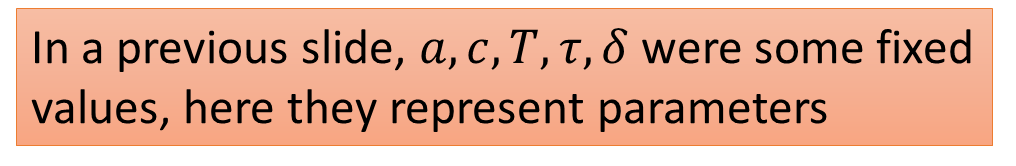 In a previous slide, 𝑎, 𝑐, 𝑇, 𝜏, 𝛿 were some fixed
values, here they represent parameters